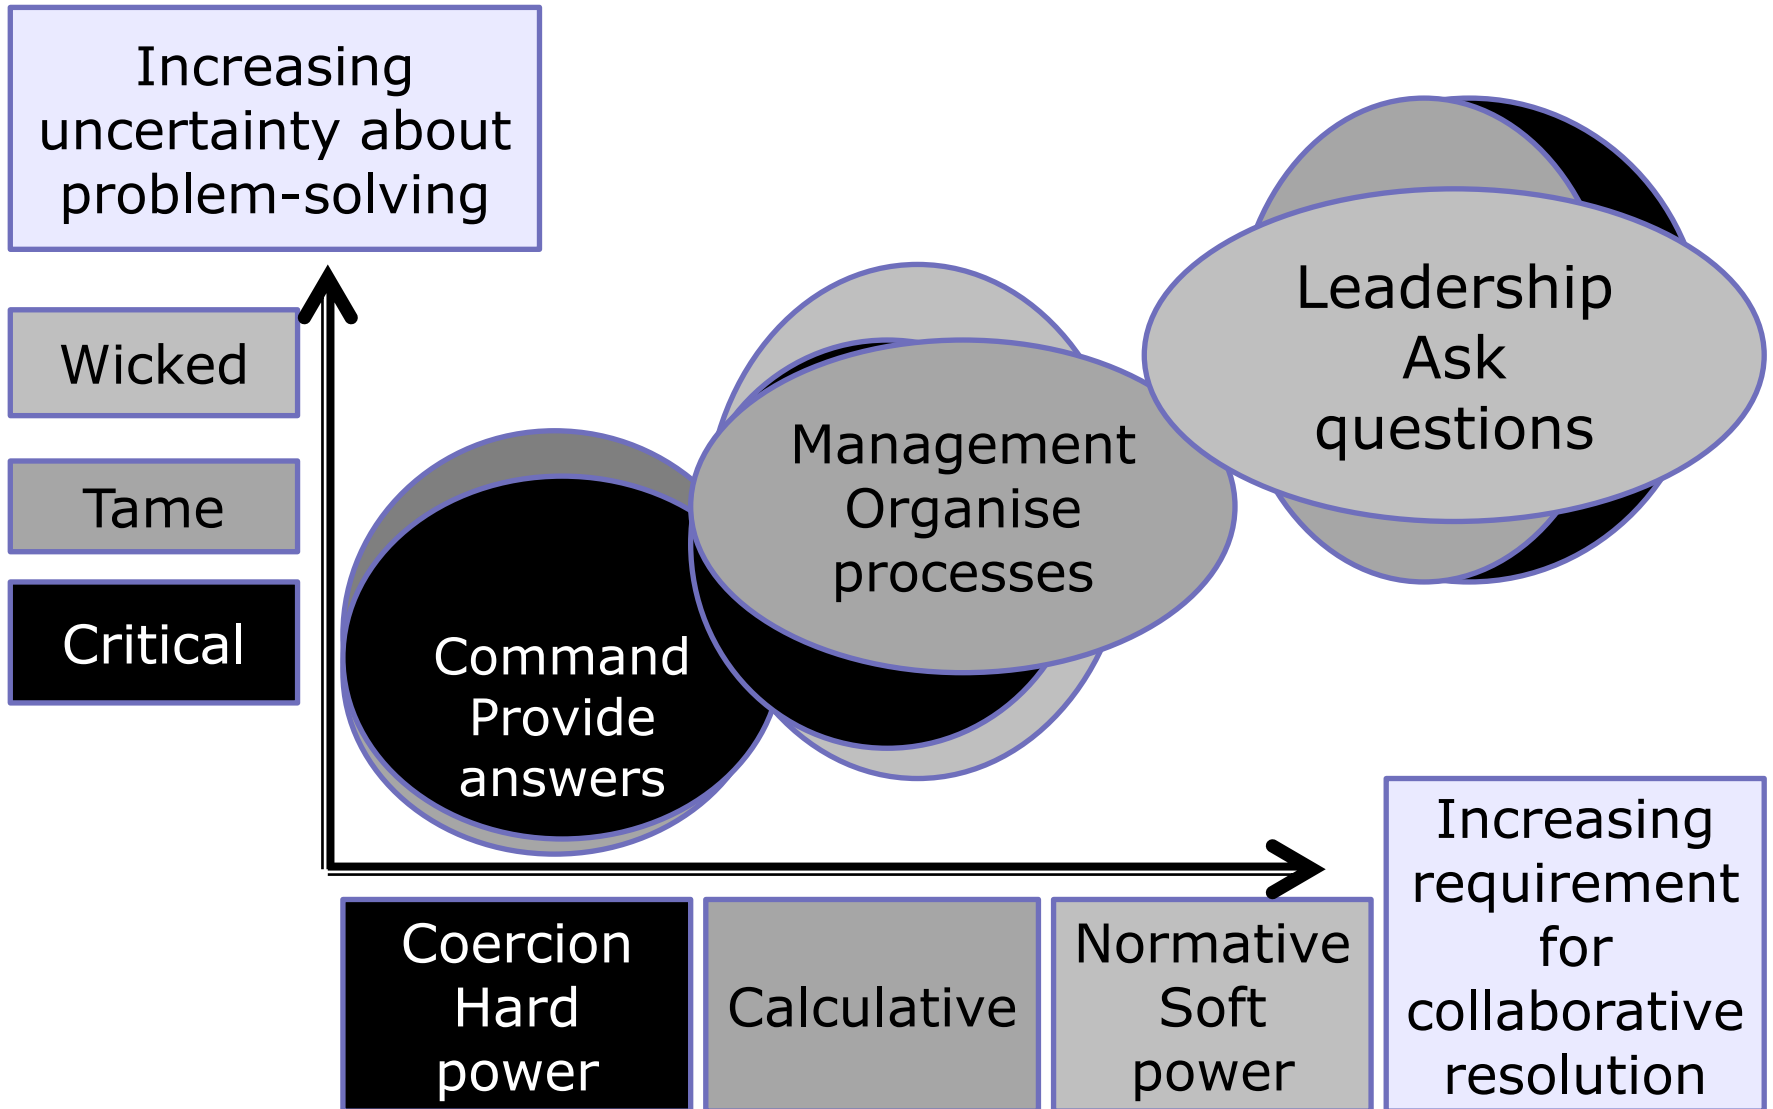 Increasing
uncertainty about
problem-solving
Wicked
Tame
Critical
Leadership
Ask
questions
Management
Organise
processes
Command
Provide
answers
Coercion
Hard
power
Calculative
Normative
Soft
power
Increasing
requirement
for
collaborative
resolution